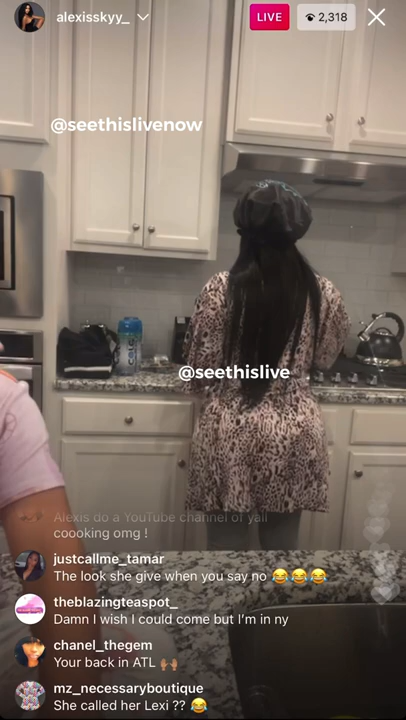 alexisskyy_
LIVE
2,318
@seethislivenow
@seethislive
Alexis do a YouTube channel of yall
coooking omg !
justcallme_tamar
The look she give when you say no 😂😂😂
theblazingteaspot_
Damn I wish I could come but I'm in ny
chanel_thegem
Your back in ATL 🙌🏽
mz_necessaryboutique
She called her Lexi ?? 😂